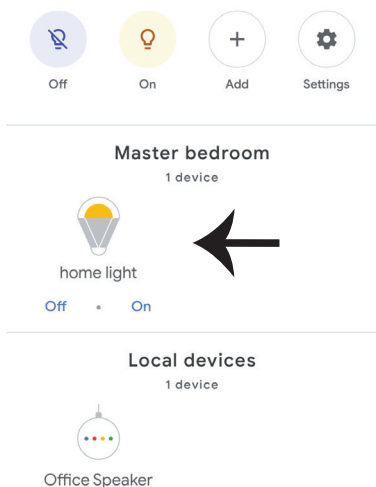 Off On Add Settings
Master bedroom
1 device
home light
Off • On
Local devices
1 device
Office Speaker